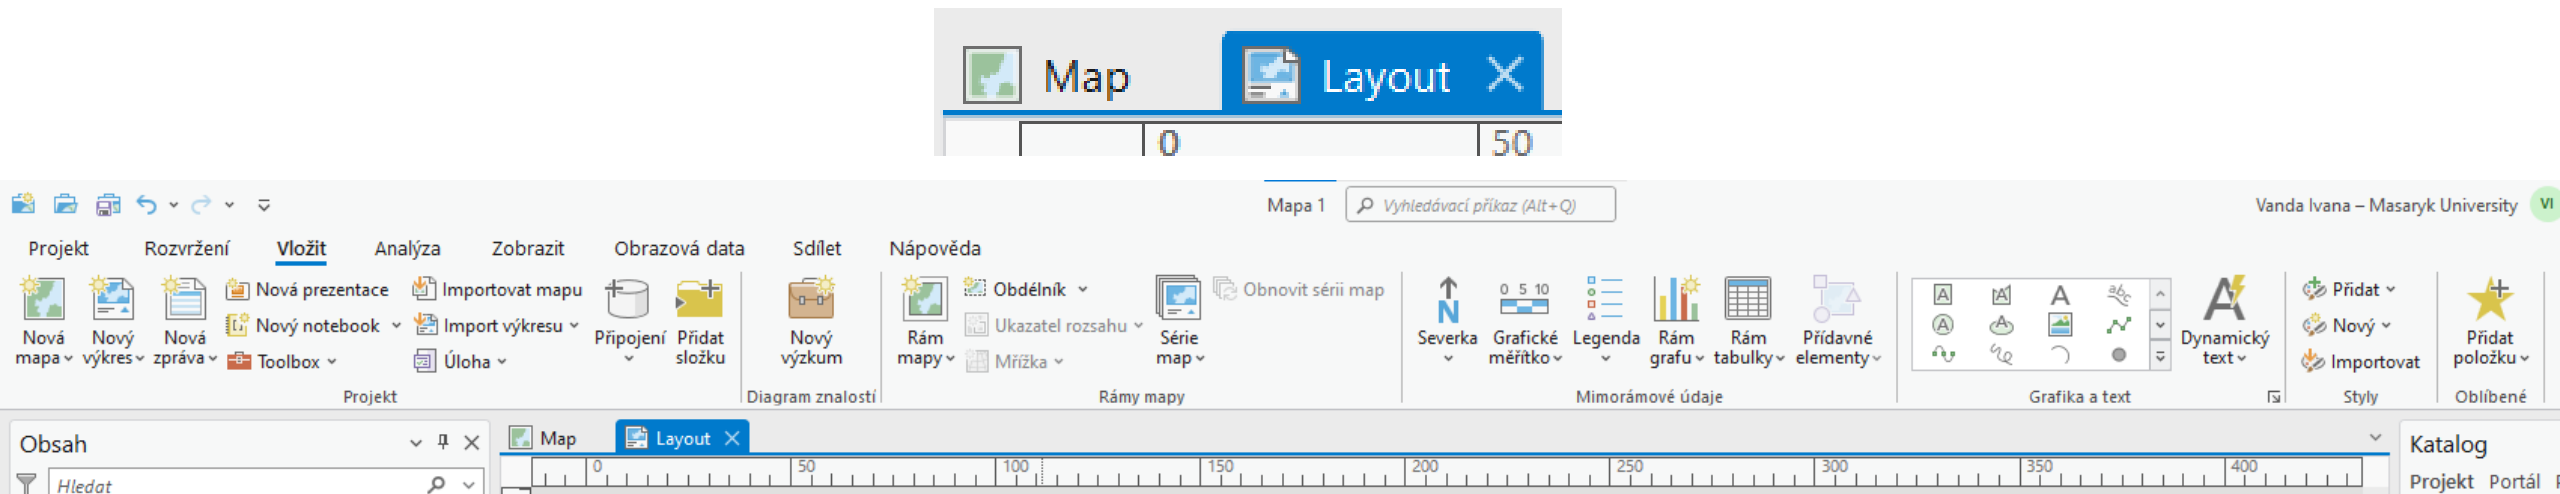 Map Layout
0 50
Mapa 1 Vyhledávací příkaz (Alt+Q) Vanda Ivana – Masaryk University VI
Projekt Rozvržení Vložit Analýza Zobrazit Obrazová data Sdílet Nápověda
Nová mapa Nový výkres Nová zpráva
Nová prezentace
Nový notebook
Toolbox
Importovat mapu
Import výkresu
Úloha
Připojení Přidat složku
Projekt
Nový výzkum
Diagram znalostí
Rám mapy
Obdélník
Ukazatel rozsahu
Mřížka
Série map
Obnovit sérii map
Rámy mapy
N
Severka
0 5 10
Grafické měřítko
Legenda
Rám grafu
Rám tabulky
Přídavné elementy
Mimorámové údaje
A A A abc
A A
A
Dynamický text
Grafika a text
Přidat
Nový
Importovat
Styly
Přidat položku
Oblíbené
Obsah
Hledat
Map Layout
0 50 100 150 200 250 300 350 400
Katalog
Projekt Portál